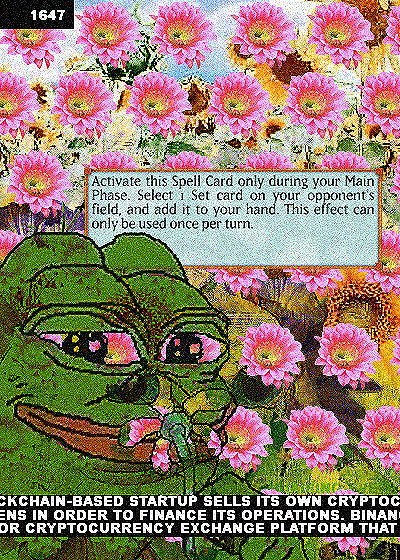 1647
Activate this Spell Card only during your Main
Phase. Select 1 Set card on your opponent's
field, and add it to your hand. This effect can
only be used once per turn.
CKCHAIN-BASED STARTUP SELLS ITS OWN CRYPTOC
ENS IN ORDER TO FINANCE ITS OPERATIONS. BINAN
OR CRYPTOCURRENCY EXCHANGE PLATFORM THAT